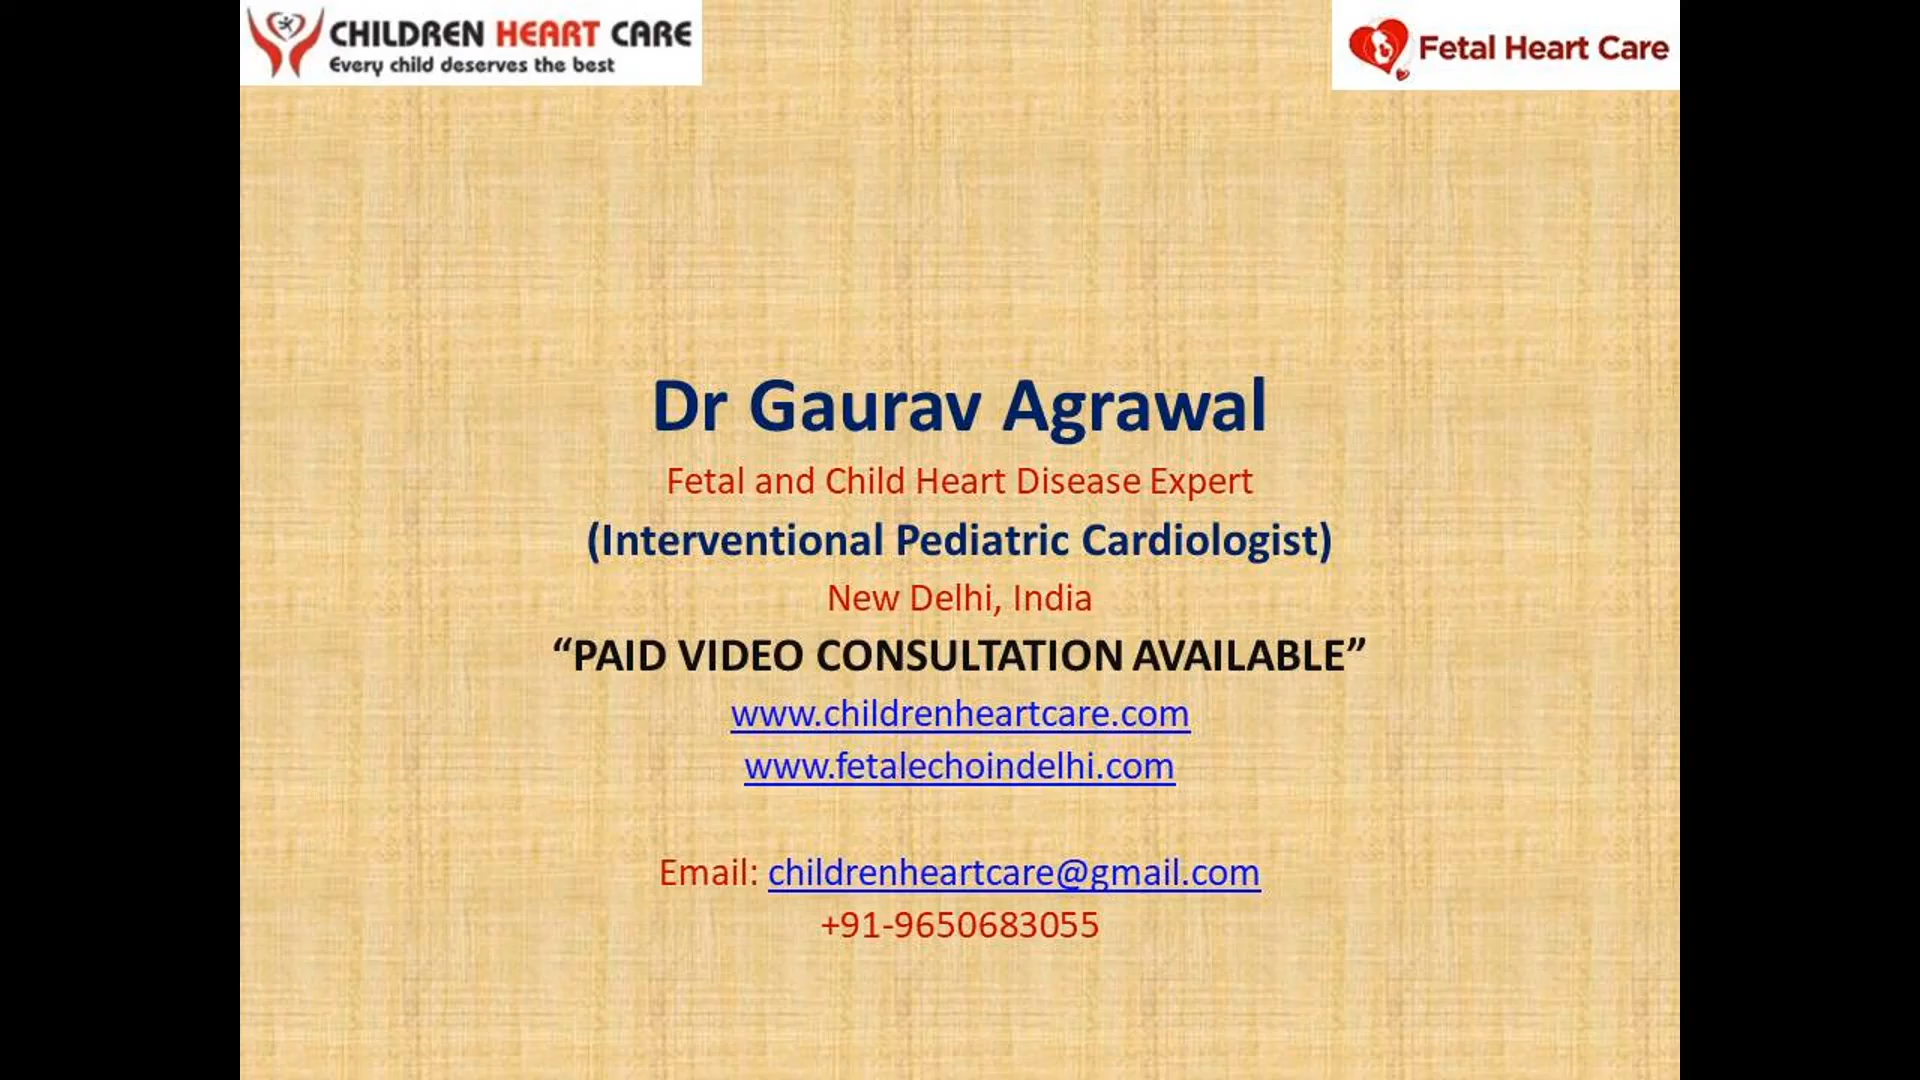 CHILDREN HEART CARE
Every child deserves the best
Fetal Heart Care
Dr Gaurav Agrawal
Fetal and Child Heart Disease Expert
(Interventional Pediatric Cardiologist)
New Delhi, India
“PAID VIDEO CONSULTATION AVAILABLE”
www.childrenheartcare.com
www.fetalechoindelhi.com
Email: childrenheartcare@gmail.com
+91-9650683055